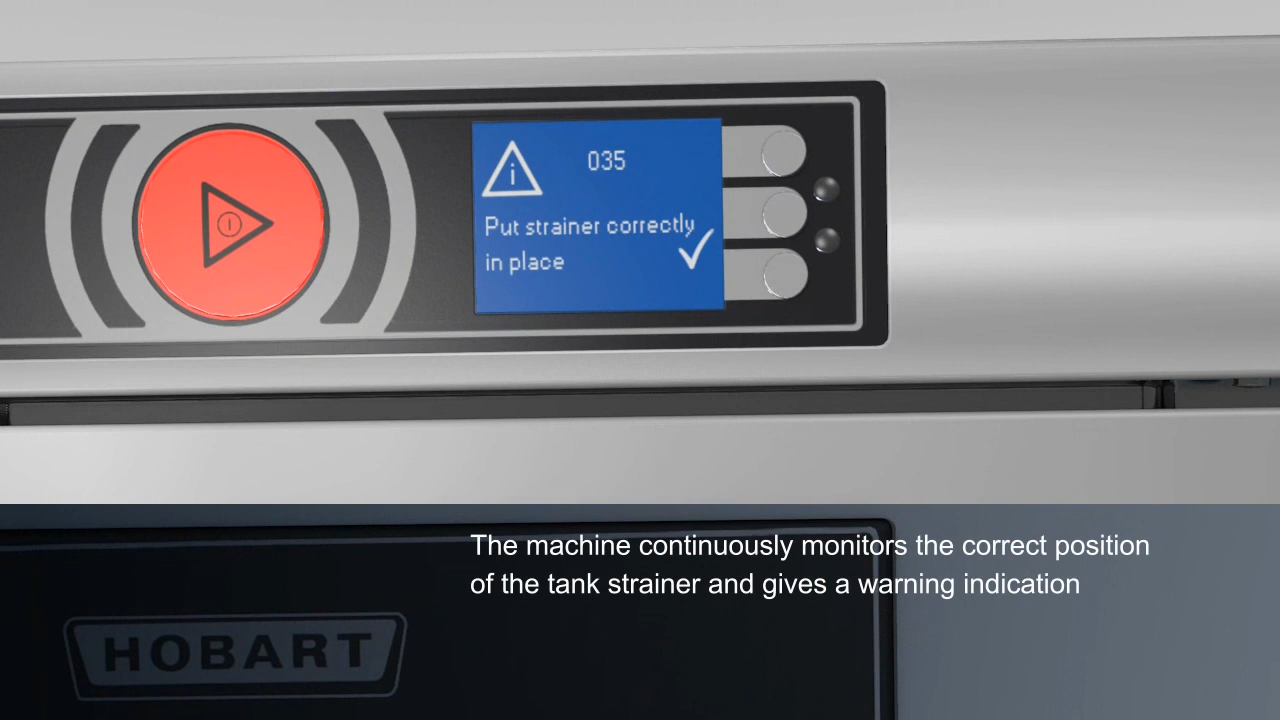 035
Put strainer correctly
in place
The machine continuously monitors the correct position
of the tank strainer and gives a warning indication
HOBART